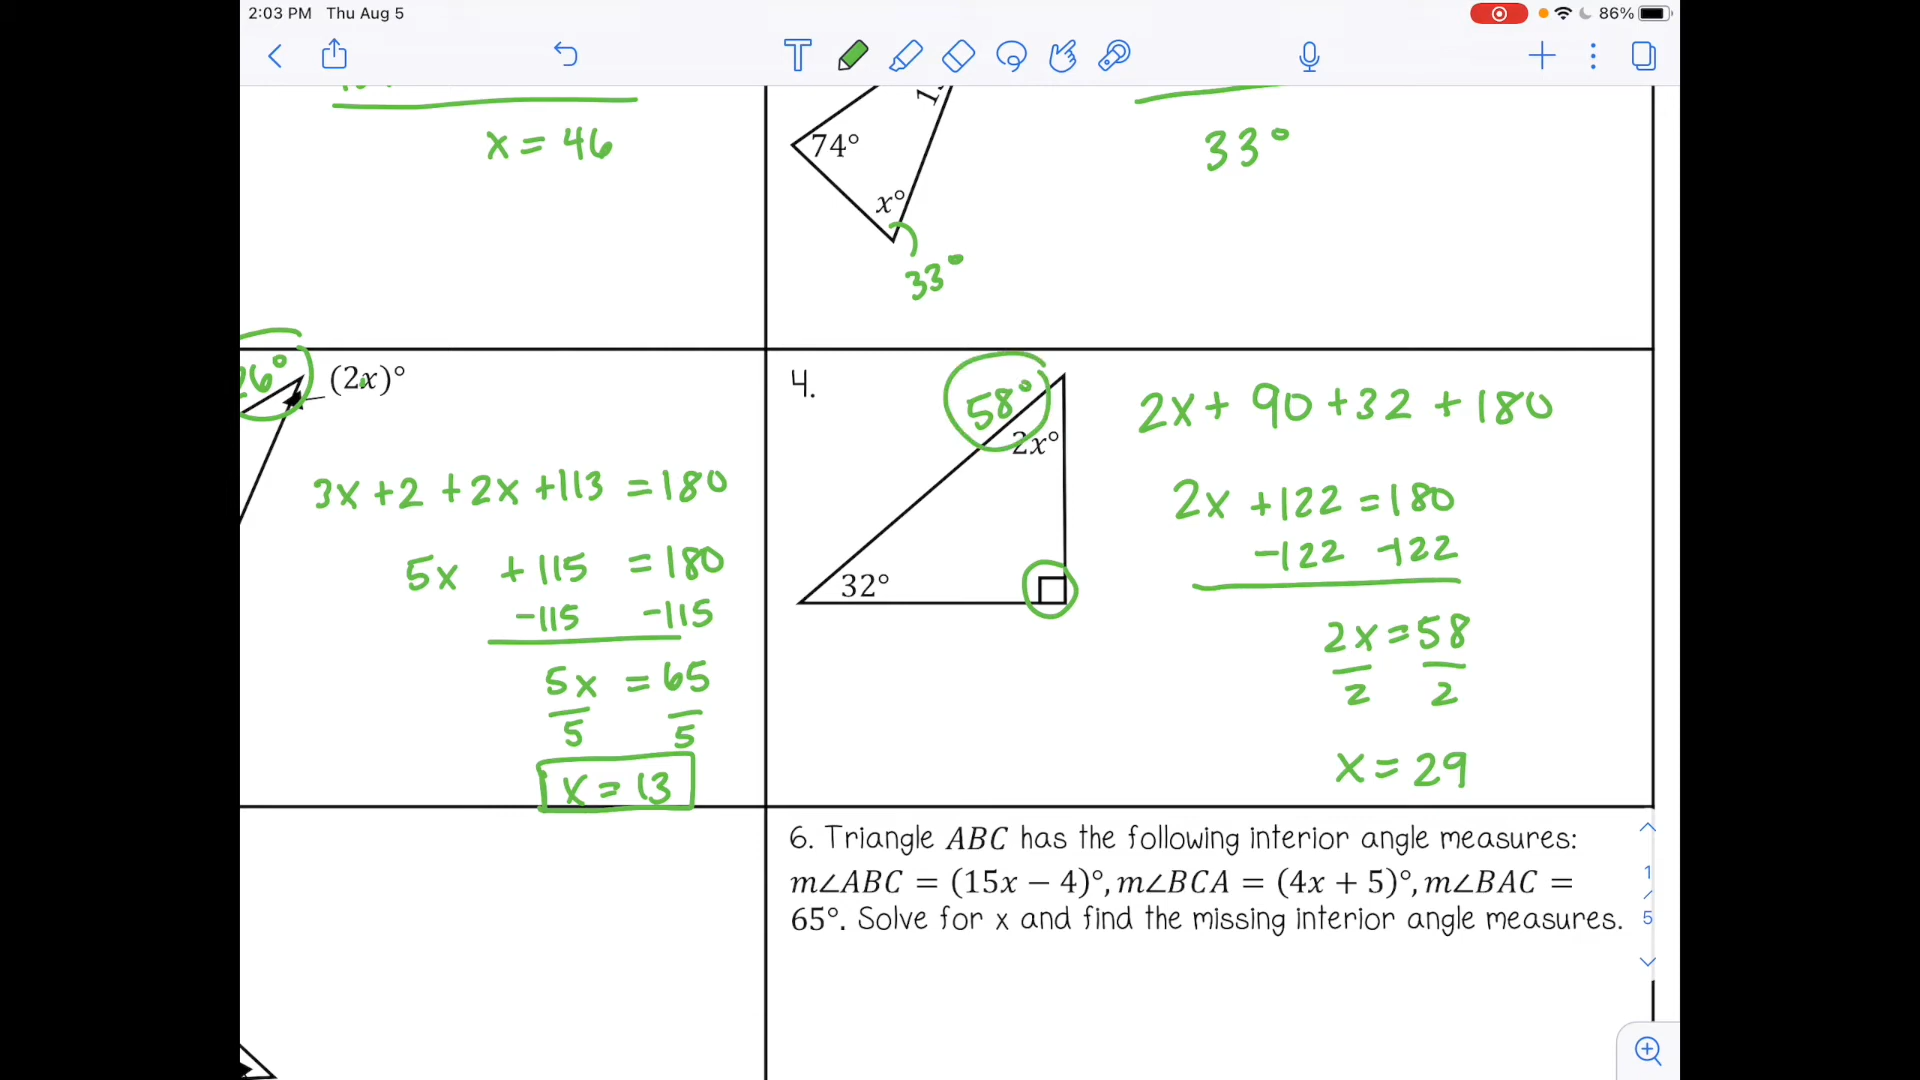 2:03 PM Thu Aug 5
86%
x = 46
74°
x°
33°
33°
26°
(2x)°
3x +2 +2x +113 =180
5x +115 =180
-115 -115
5x = 65
5 5
x = 13
4.
58°
2x°
32°
2x + 90 +32 +180
2x +122 =180
-122 -122
2x = 58
2 2
x = 29
6. Triangle ABC has the following interior angle measures:
m∠ABC = (15x − 4)°, m∠BCA = (4x + 5)°, m∠BAC =
65°. Solve for x and find the missing interior angle measures.
1
/
5